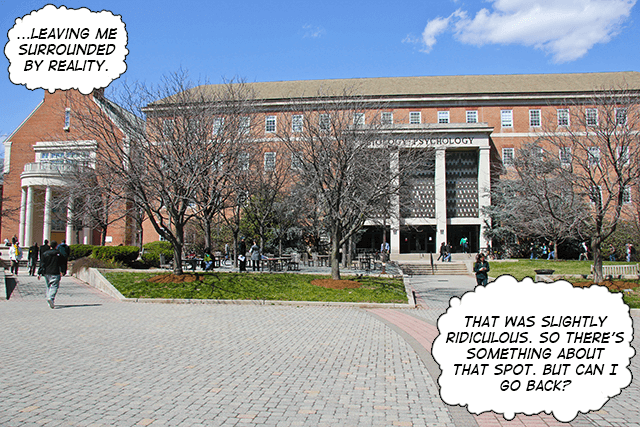 ...LEAVING ME
SURROUNDED
BY REALITY.
PSYCHOLOGY
THAT WAS SLIGHTLY
RIDICULOUS. SO THERE'S
SOMETHING ABOUT
THAT SPOT. BUT CAN I
GO BACK?